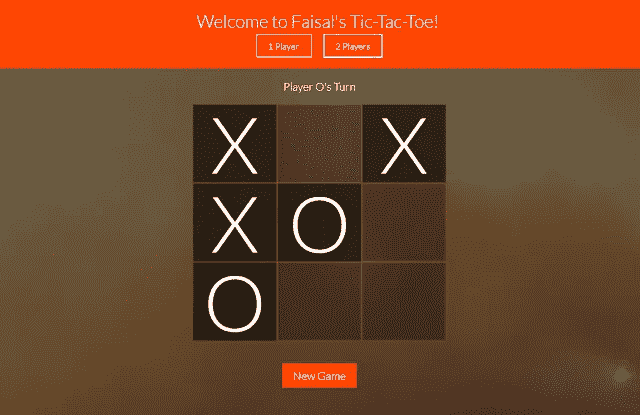 Welcome to Faisal's Tic-Tac-Toe!
1 Player 2 Players
Player O's Turn
X X
X O
O
New Game